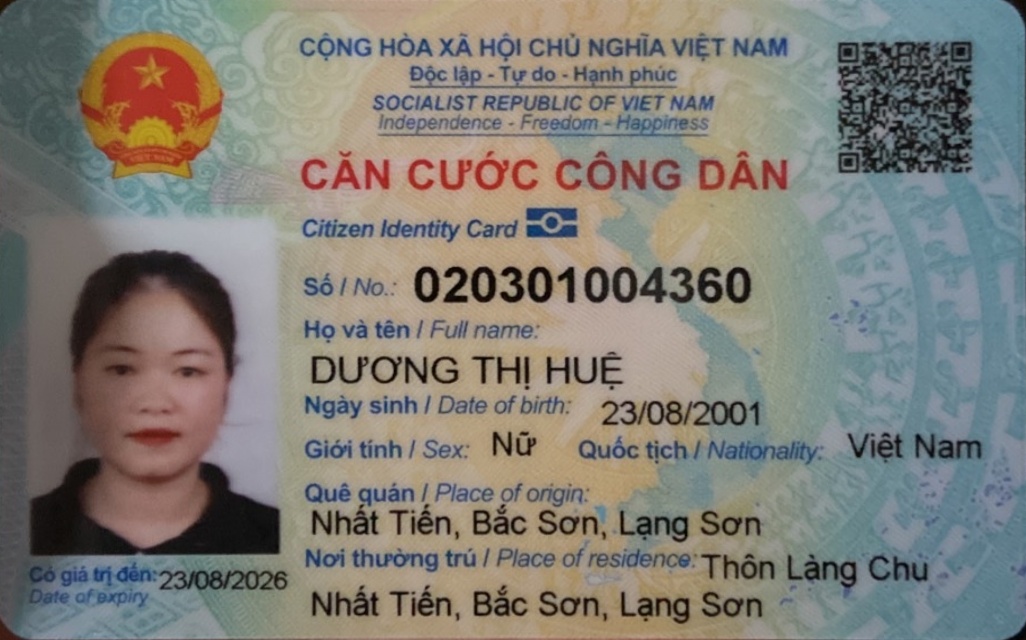 CỘNG HÒA XÃ HỘI CHỦ NGHĨA VIỆT NAM
Độc lập - Tự do - Hạnh phúc
SOCIALIST REPUBLIC OF VIET NAM
Independence - Freedom - Happiness
CĂN CƯỚC CÔNG DÂN
Citizen Identity Card
Số / No.: 020301004360
Họ và tên / Full name:
DƯƠNG THỊ HUỆ
Ngày sinh / Date of birth: 23/08/2001
Giới tính / Sex: Nữ Quốc tịch / Nationality: Việt Nam
Quê quán / Place of origin:
Nhất Tiến, Bắc Sơn, Lạng Sơn
Nơi thường trú / Place of residence: Thôn Làng Chu
Nhất Tiến, Bắc Sơn, Lạng Sơn
Có giá trị đến: 23/08/2026
Date of expiry
VIỆT NAM